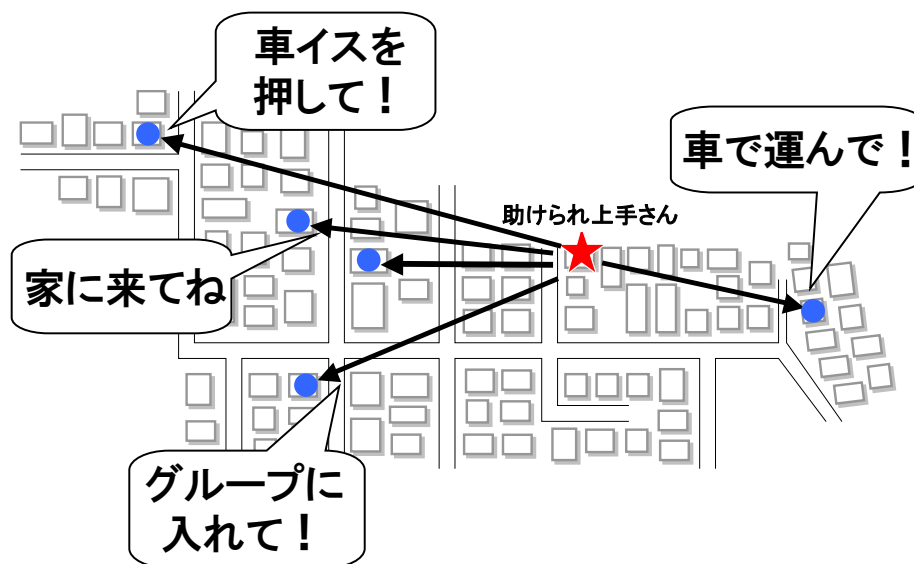 車イスを
押して！
車で運んで！
助けられ上手さん
家に来てね
グループに
入れて！